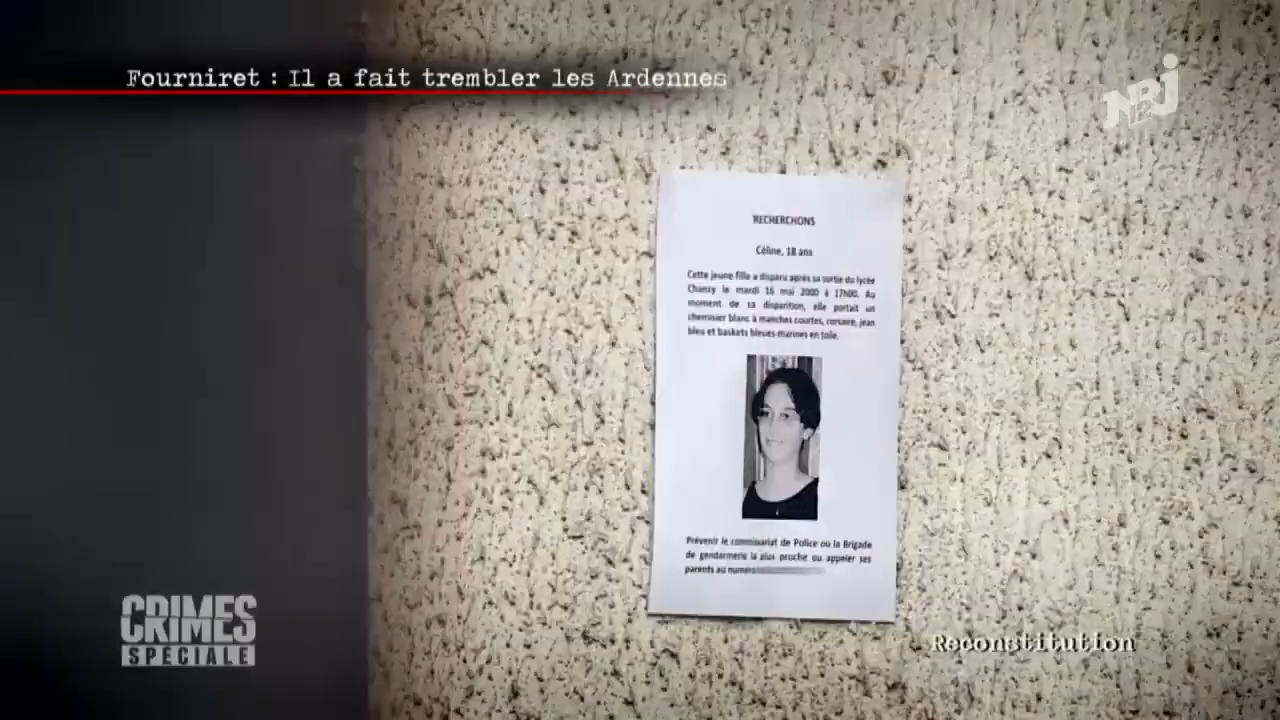 Fourniret : Il a fait trembler les Ardennes
NRJ
12
RECHERCHONS
Céline, 18 ans
Cette jeune fille a disparu après sa sortie du lycée
Chanzy le mardi 16 mai 2000 à 17h00. Au
moment de sa disparition, elle portait un
chemisier blanc à manches courtes, corsaire, jean
bleu et baskets bleues marines en toile.
Prévenir le commissariat de Police ou la Brigade
de gendarmerie la plus proche ou appeler ses
parents au numéro
CRIMES
SPECIALE
Reconstitution